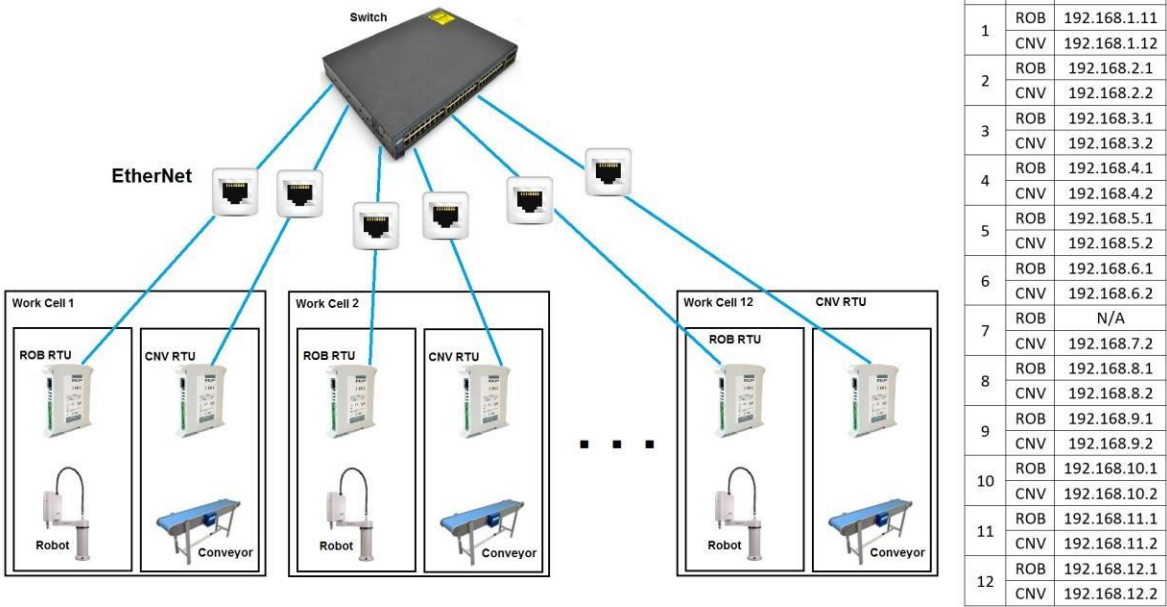 Switch
EtherNet
Work Cell 1
ROB RTU
CNV RTU
Robot
Conveyor
Work Cell 2
ROB RTU
CNV RTU
Robot
Conveyor
. . .
Work Cell 12
CNV RTU
ROB RTU
Robot
Conveyor
1 ROB 192.168.1.11
CNV 192.168.1.12
2 ROB 192.168.2.1
CNV 192.168.2.2
3 ROB 192.168.3.1
CNV 192.168.3.2
4 ROB 192.168.4.1
CNV 192.168.4.2
5 ROB 192.168.5.1
CNV 192.168.5.2
6 ROB 192.168.6.1
CNV 192.168.6.2
7 ROB N/A
CNV 192.168.7.2
8 ROB 192.168.8.1
CNV 192.168.8.2
9 ROB 192.168.9.1
CNV 192.168.9.2
10 ROB 192.168.10.1
CNV 192.168.10.2
11 ROB 192.168.11.1
CNV 192.168.11.2
12 ROB 192.168.12.1
CNV 192.168.12.2